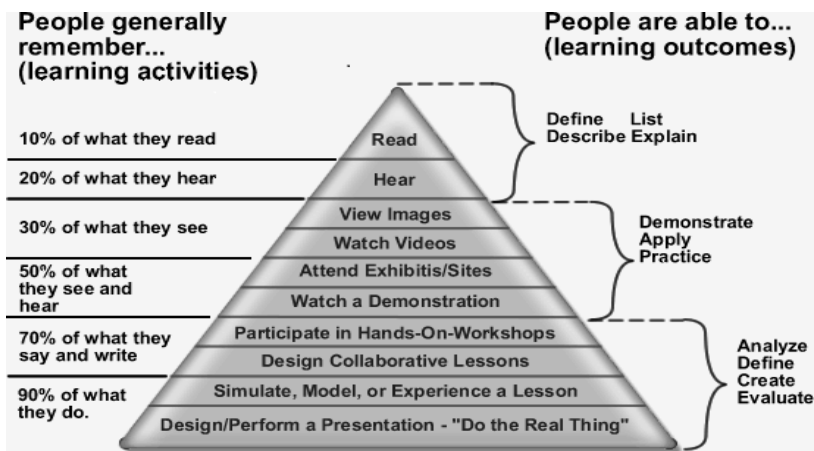 People generally
remember...
(learning activities)
People are able to...
(learning outcomes)
10% of what they read
20% of what they hear
30% of what they see
50% of what
they see and
hear
70% of what they
say and write
90% of what
they do.
Read
Hear
View Images
Watch Videos
Attend Exhibitis/Sites
Watch a Demonstration
Participate in Hands-On-Workshops
Design Collaborative Lessons
Simulate, Model, or Experience a Lesson
Design/Perform a Presentation - "Do the Real Thing"
Define List
Describe Explain
Demonstrate
Apply
Practice
Analyze
Define
Create
Evaluate